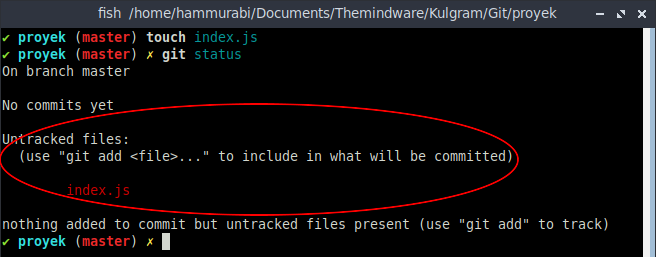 fish /home/hammurabi/Documents/Themindware/Kulgram/Git/proyek
✔ proyek (master) touch index.js
✔ proyek (master) ✗ git status
On branch master
No commits yet
Untracked files:
(use "git add <file>..." to include in what will be committed)
index.js
nothing added to commit but untracked files present (use "git add" to track)
✔ proyek (master) ✗